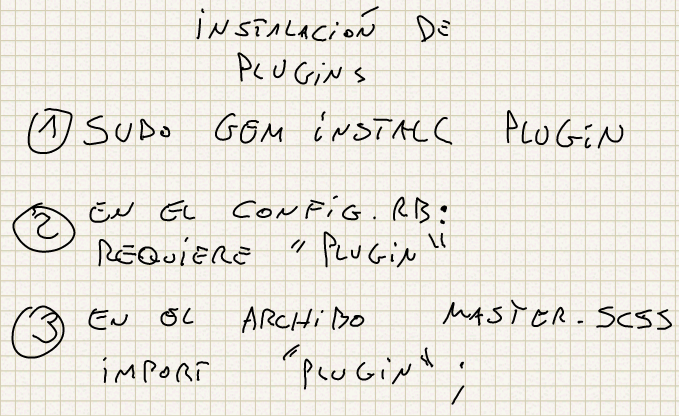 INSTALACIÓN DE
PLUGINS
1 SUDO GEM INSTALL PLUGIN
2 EN EL CONFIG.RB:
REQUIERE "PLUGIN"
3 EN EL ARCHIBO MASTER.SCSS
IMPORT "PLUGIN";